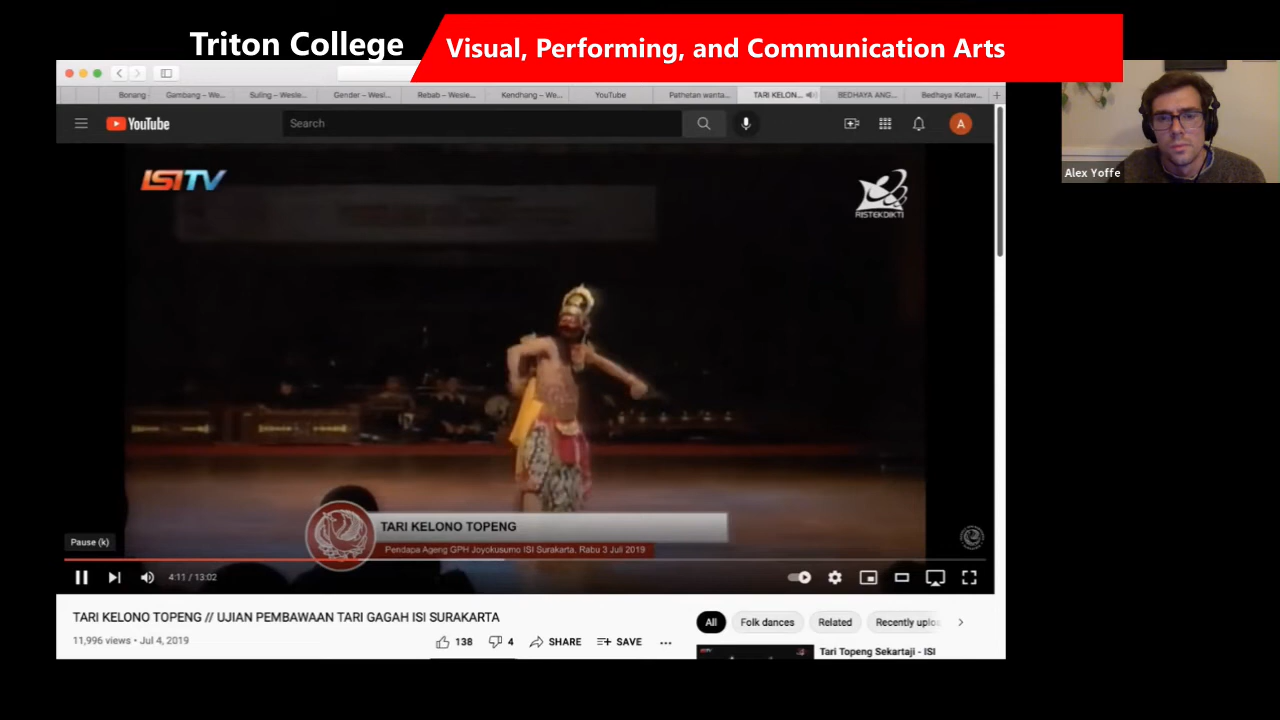 Triton College
Visual, Performing, and Communication Arts
Bonang
Gambang – We...
Suling – Wesle...
Gender – Wesl...
Rebab – Wesle...
Kendhang – We...
YouTube
Pathetan wanta...
TARI KELON...
BEDHAYA ANG...
Bedhaya Ketaw...
YouTube
Search
A
Alex Yoffe
ISITV
RISTEKDIKTI
TARI KELONO TOPENG
Pendapa Ageng GPH Joyokusumo ISI Surakarta. Rabu 3 Juli 2019
Pause (k)
4:11 / 13:02
TARI KELONO TOPENG // UJIAN PEMBAWAAN TARI GAGAH ISI SURAKARTA
11,996 views • Jul 4, 2019
138
4
SHARE
SAVE
All
Folk dances
Related
Recently uplo
Tari Topeng Sekartaji - ISI